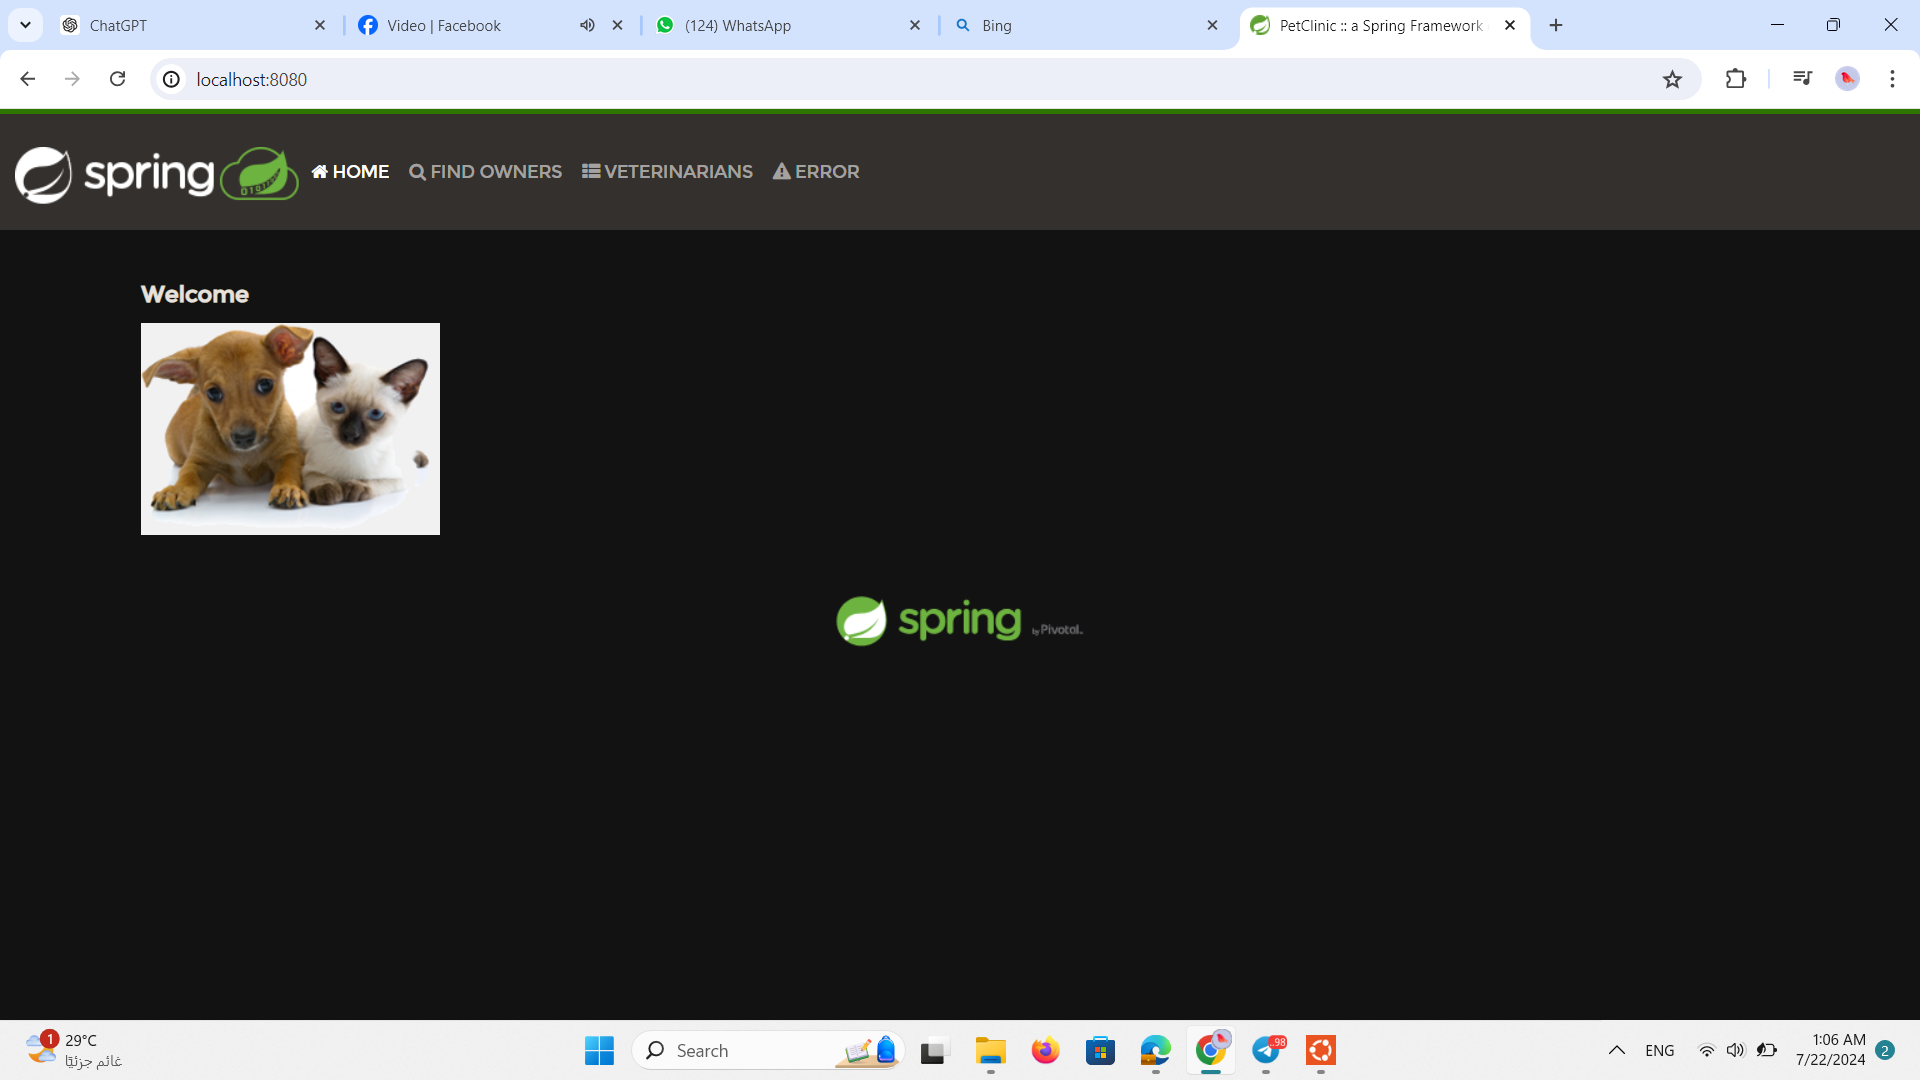 ChatGPT
Video | Facebook
(124) WhatsApp
Bing
PetClinic :: a Spring Framework
localhost:8080
spring
HOME
FIND OWNERS
VETERINARIANS
ERROR
Welcome
spring by Pivotal
1
29°C
غائم جزئيًا
Search
98
ENG
1:06 AM
7/22/2024
2